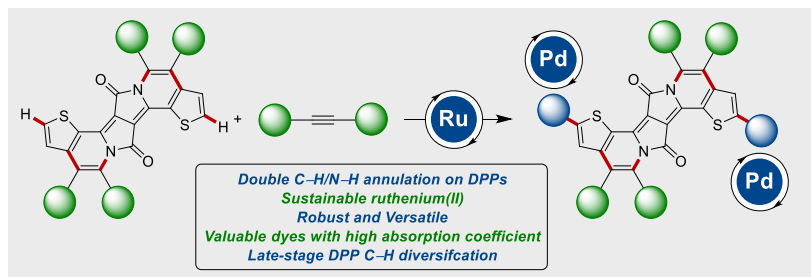 H
S
O
N
O
N
S
H
+
Ru
Pd
S
O
N
O
N
S
Pd
Double C–H/N–H annulation on DPPs
Sustainable ruthenium(II)
Robust and Versatile
Valuable dyes with high absorption coefficient
Late-stage DPP C–H diversifcation